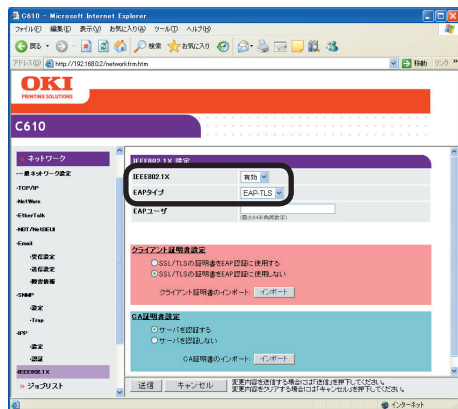 C610 - Microsoft Internet Explorer
ファイル(F) 編集(E) 表示(V) お気に入り(A) ツール(T) ヘルプ(H)
戻る 検索 お気に入り
アドレス(D) http://192.168.0.2/networkfrm.htm 移動 リンク »
OKI
PRINTING SOLUTIONS
C610
ネットワーク
-一般ネットワーク設定
-TCP/IP
-NetWare
-EtherTalk
-NBT/NetBEUI
-Email
-受信設定
-送信設定
-障害情報
-SNMP
-設定
-Trap
-IPP
-設定
-認証
-IEEE802.1X
» ジョブリスト
IEEE802.1X 設定
IEEE802.1X 有効
EAPタイプ EAP-TLS
EAPユーザ
(最大64半角英数字)
クライアント証明書設定
SSL/TLSの証明書をEAP認証に使用する
SSL/TLSの証明書をEAP認証に使用しない
クライアント証明書のインポート: インポート
CA証明書設定
サーバを認証する
サーバを認証しない
CA証明書のインポート: インポート
送信 キャンセル 変更内容を送信する場合には「送信」を押下してください。
変更内容をクリアする場合には「キャンセル」を押下してください。
インターネット